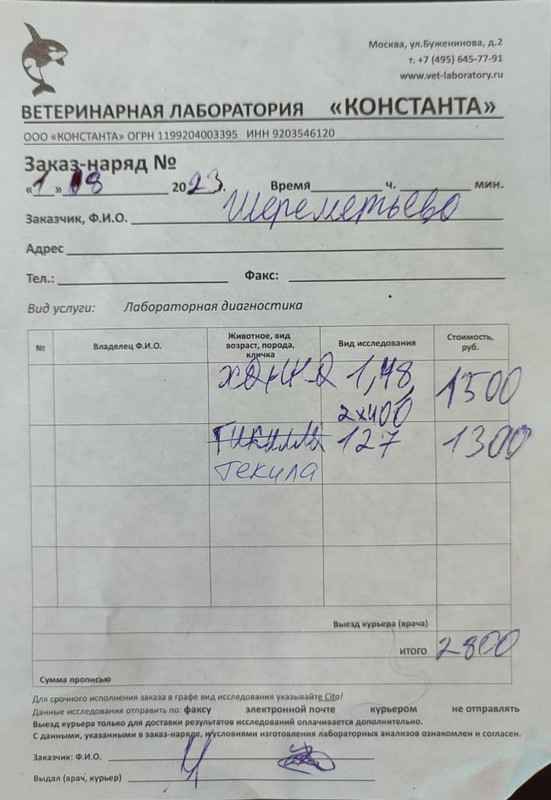 Москва, ул.Буженинова, д.2
т. +7 (495) 645-77-91
www.vet-laboratory.ru
ВЕТЕРИНАРНАЯ ЛАБОРАТОРИЯ «КОНСТАНТА»
ООО «КОНСТАНТА» ОГРН 1199204003395 ИНН 9203546120
Заказ-наряд №
«1» 08 2023. Время ч. мин.
Заказчик, Ф.И.О. Шереметьево
Адрес
Тел.: Факс:
Вид услуги: Лабораторная диагностика
№ Владелец Ф.И.О. Животное, вид возраст, порода, кличка Вид исследования Стоимость, руб.
1,48, 1500
2х400
127 1300
Текила
Выезд курьера (врача)
ИТОГО 2800
Сумма прописью
Для срочного исполнения заказа в графе вид исследования указывайте Cito!
Данные исследования отправить по: факсу электронной почте курьером не отправлять
Выезд курьера только для доставки результатов исследований оплачивается дополнительно.
С данными, указанными в заказ-наряде, и условиями изготовления лабораторных анализов ознакомлен и согласен.
Заказчик: Ф.И.О.
Выдал (врач, курьер)